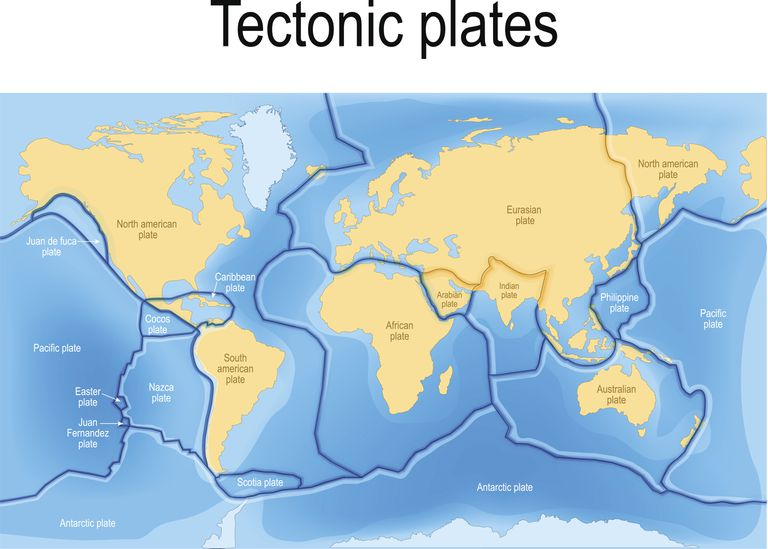 Tectonic plates
North american
plate
North american
plate
Eurasian
plate
Juan de fuca
plate
Caribbean
plate
Arabian
plate
Indian
plate
Philippine
plate
Cocos
plate
African
plate
Pacific
plate
Pacific plate
South
american
plate
Nazca
plate
Easter
plate
Australian
plate
Juan
Fernandez
plate
Scotia plate
Antarctic plate
Antarctic plate